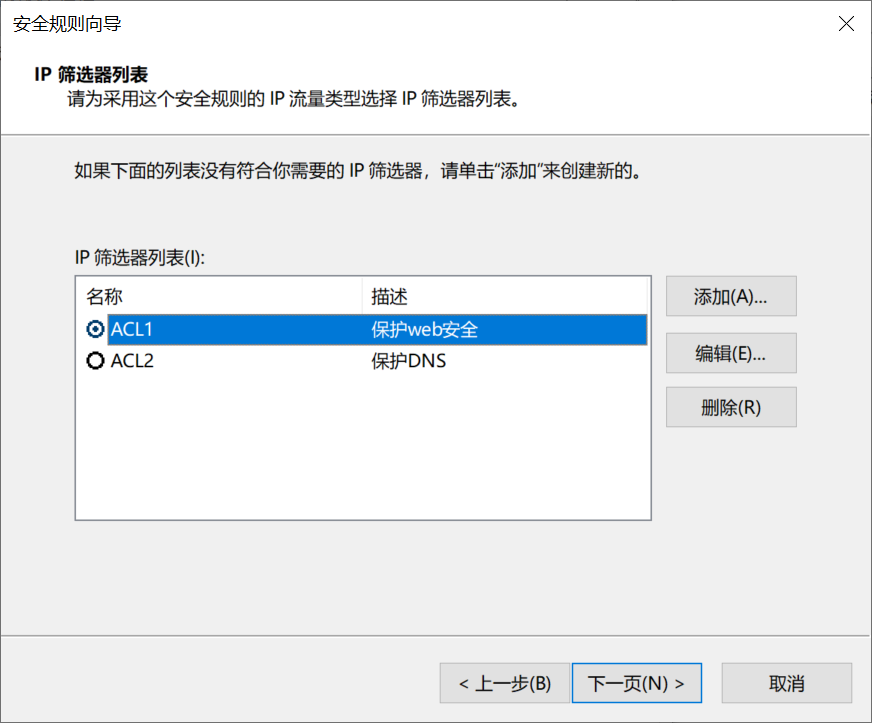 安全规则向导
IP 筛选器列表
请为采用这个安全规则的 IP 流量类型选择 IP 筛选器列表。
如果下面的列表没有符合你需要的 IP 筛选器，请单击“添加”来创建新的。
IP 筛选器列表(I):
名称 描述
ACL1 保护web安全
ACL2 保护DNS
添加(A)...
编辑(E)...
删除(R)
< 上一步(B) 下一页(N) > 取消